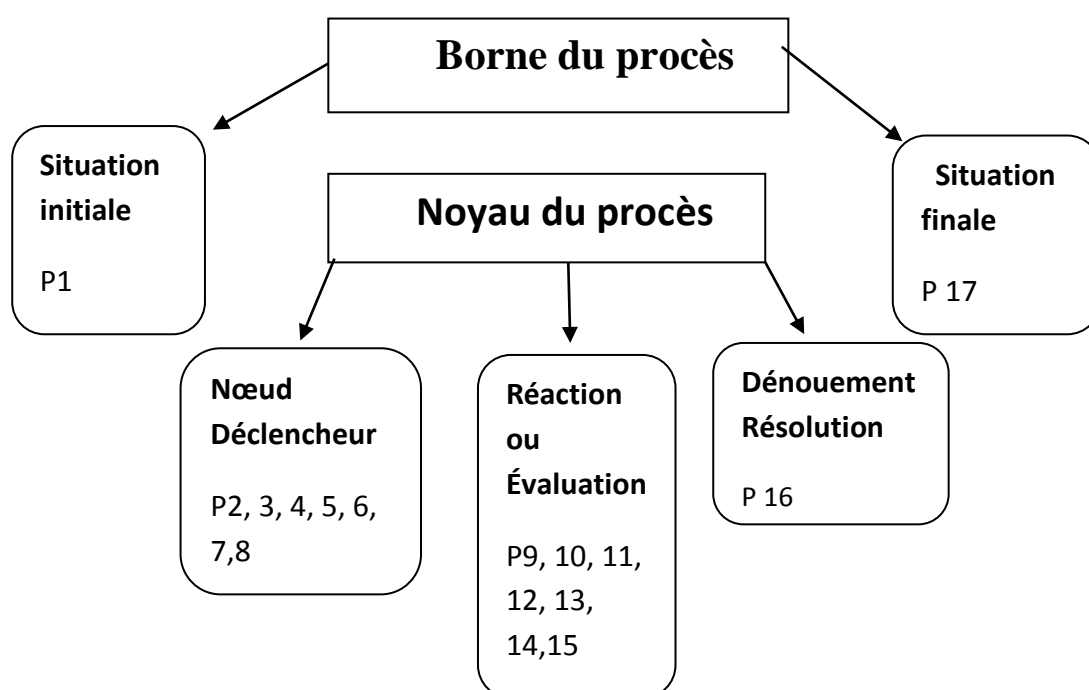 Borne du procès
Situation
initiale
P1
Situation
finale
P 17
Noyau du procès
Nœud
Déclencheur
P2, 3, 4, 5, 6,
7,8
Réaction
ou
Évaluation
P9, 10, 11,
12, 13,
14,15
Dénouement
Résolution
P 16